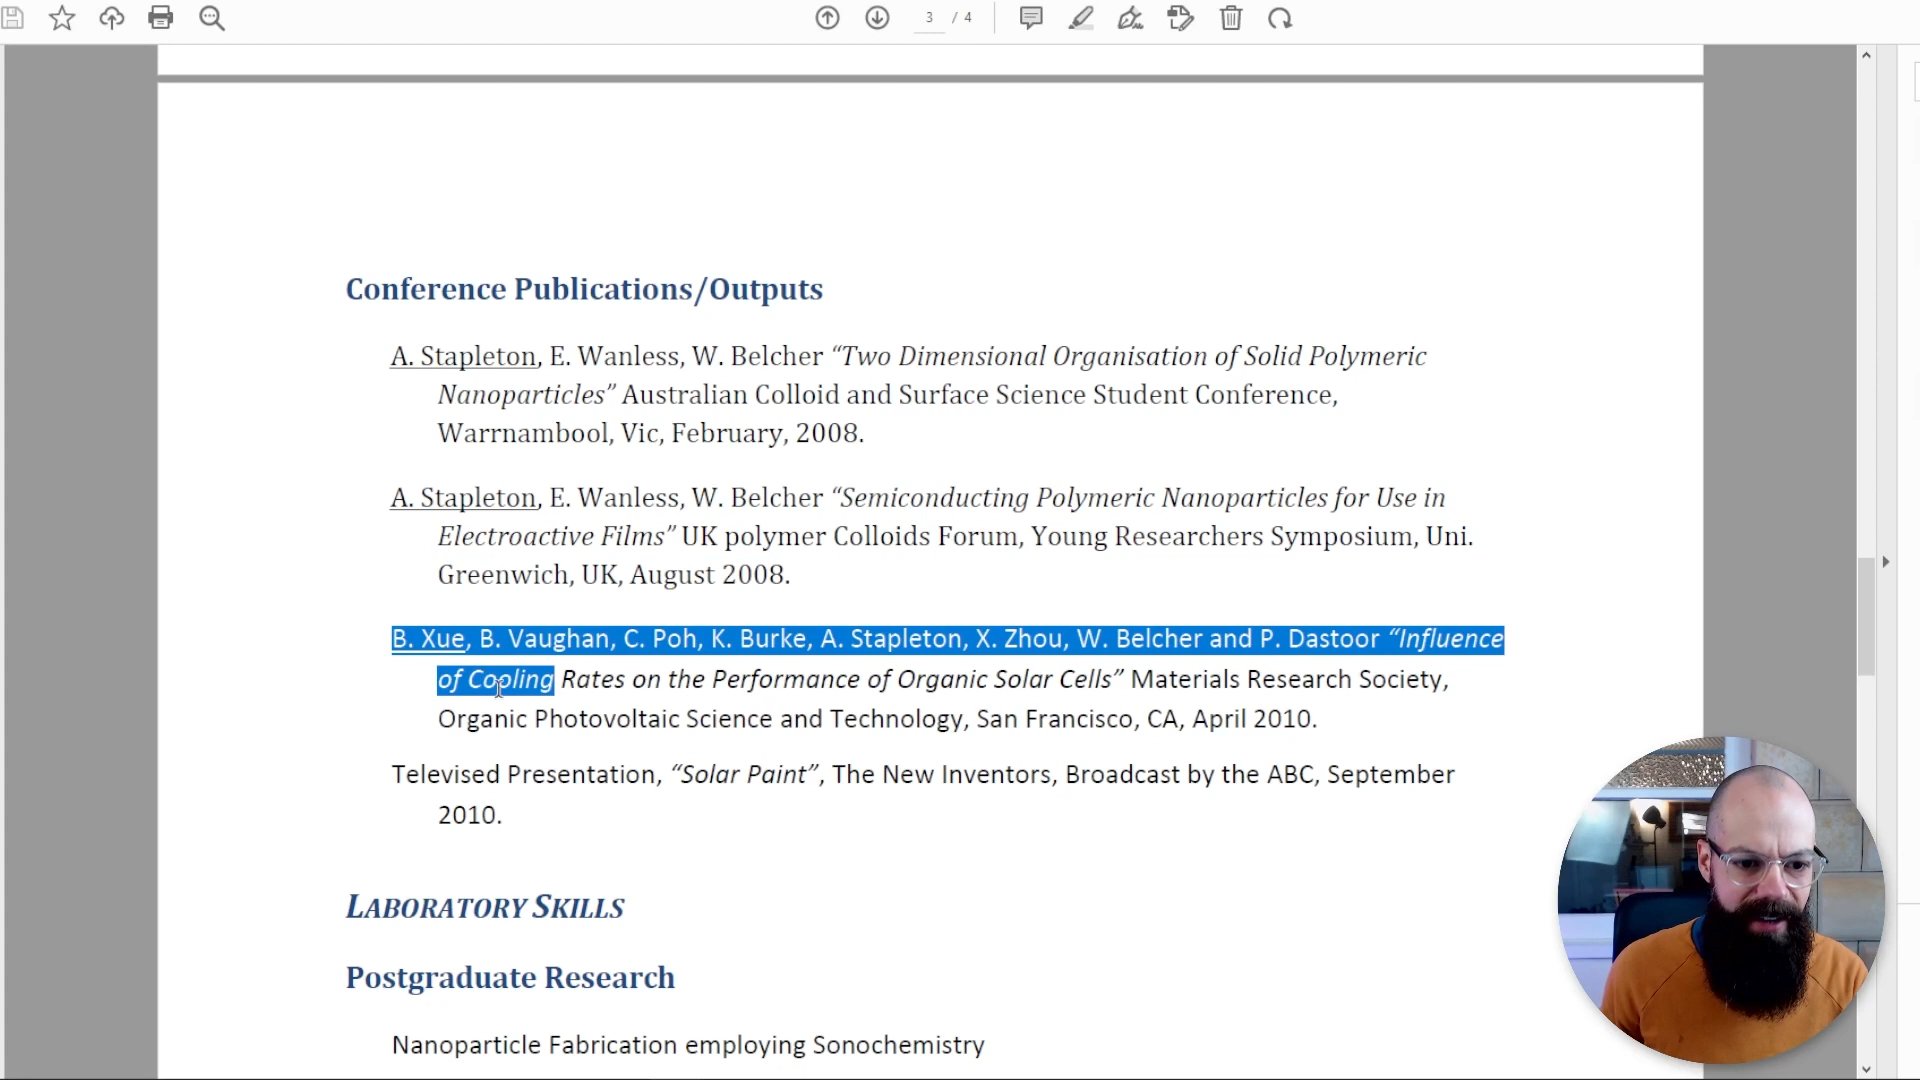 3 / 4
Conference Publications/Outputs
A. Stapleton, E. Wanless, W. Belcher “Two Dimensional Organisation of Solid Polymeric
Nanoparticles” Australian Colloid and Surface Science Student Conference,
Warrnambool, Vic, February, 2008.
A. Stapleton, E. Wanless, W. Belcher “Semiconducting Polymeric Nanoparticles for Use in
Electroactive Films” UK polymer Colloids Forum, Young Researchers Symposium, Uni.
Greenwich, UK, August 2008.
B. Xue, B. Vaughan, C. Poh, K. Burke, A. Stapleton, X. Zhou, W. Belcher and P. Dastoor “Influence
of Cooling Rates on the Performance of Organic Solar Cells” Materials Research Society,
Organic Photovoltaic Science and Technology, San Francisco, CA, April 2010.
Televised Presentation, “Solar Paint”, The New Inventors, Broadcast by the ABC, September
2010.
LABORATORY SKILLS
Postgraduate Research
Nanoparticle Fabrication employing Sonochemistry